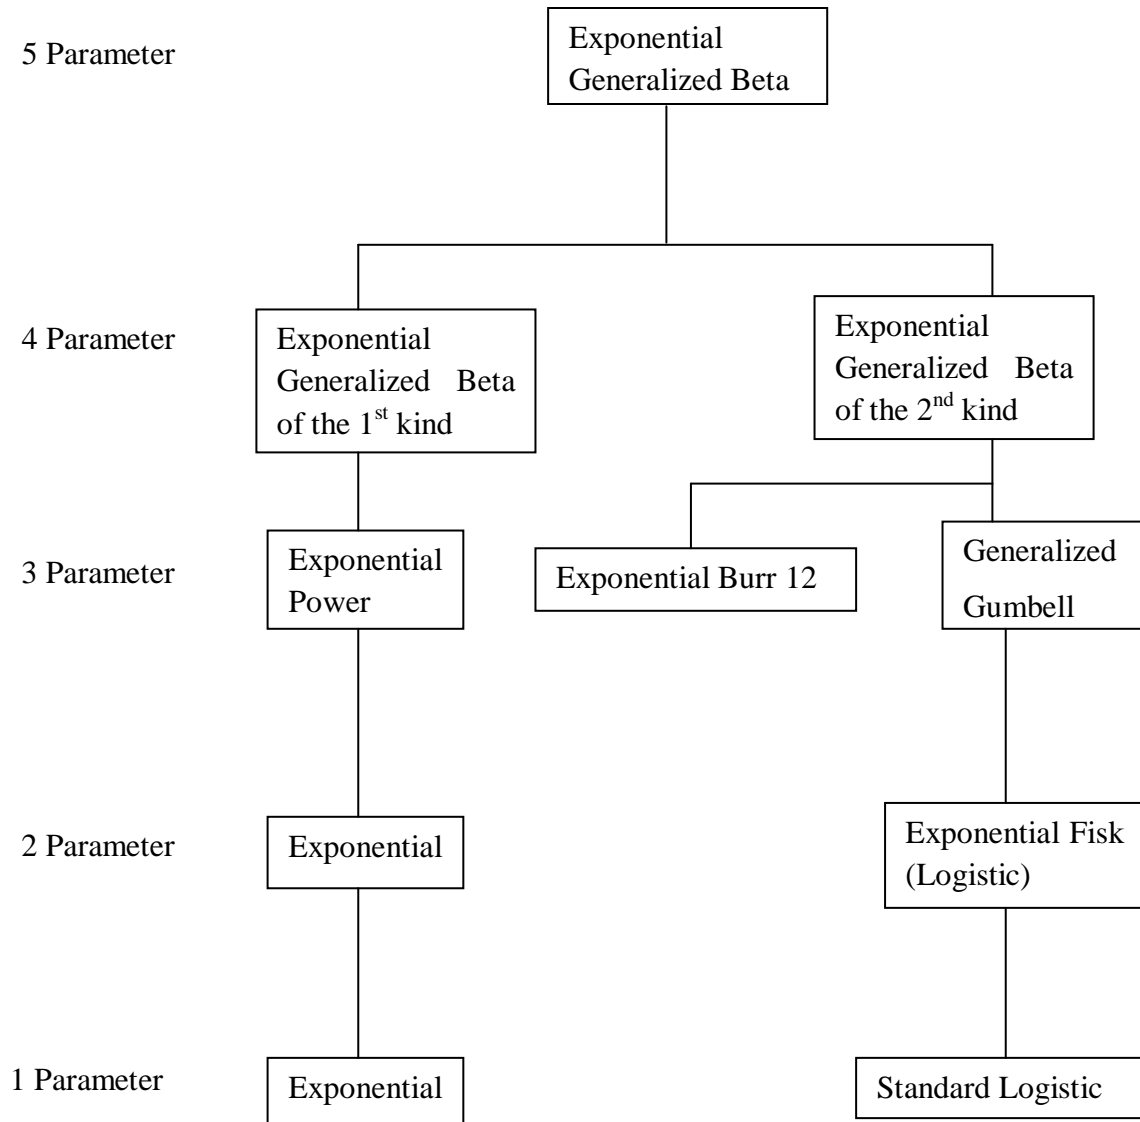 5 Parameter
Exponential
Generalized Beta
4 Parameter
Exponential
Generalized Beta
of the 1st kind
Exponential
Generalized Beta
of the 2nd kind
3 Parameter
Exponential
Power
Exponential Burr 12
Generalized
Gumbell
2 Parameter
Exponential
Exponential Fisk
(Logistic)
1 Parameter
Exponential
Standard Logistic